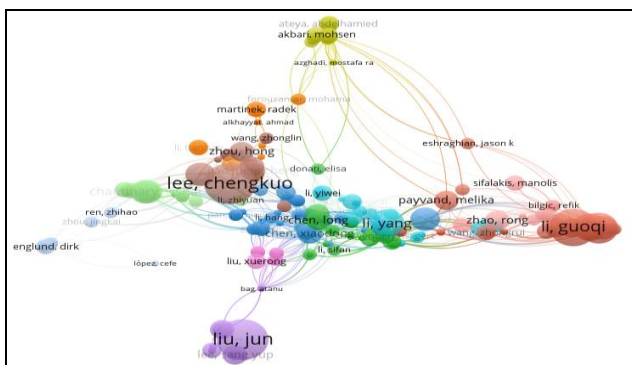 ateya, abdelhamied
akbari, mohsen
azghadi, mostafa ra
martinek, radek
alkhayyat, ahmad
wang, zhonglin
zhou, hong
eshraghian, jason k
donati, elisa
sifalakis, manolis
lee, chengkuo
li, yiwei
payvand, melika
bilgic, refik
li, zhiyuan
ren, zhihao
li, hang
chen, long
li, yang
zhao, rong
li, guoqi
chen, xiaodong
englund, dirk
li, sifan
lópez, cefe
liu, xuerong
bag, atanu
liu, jun